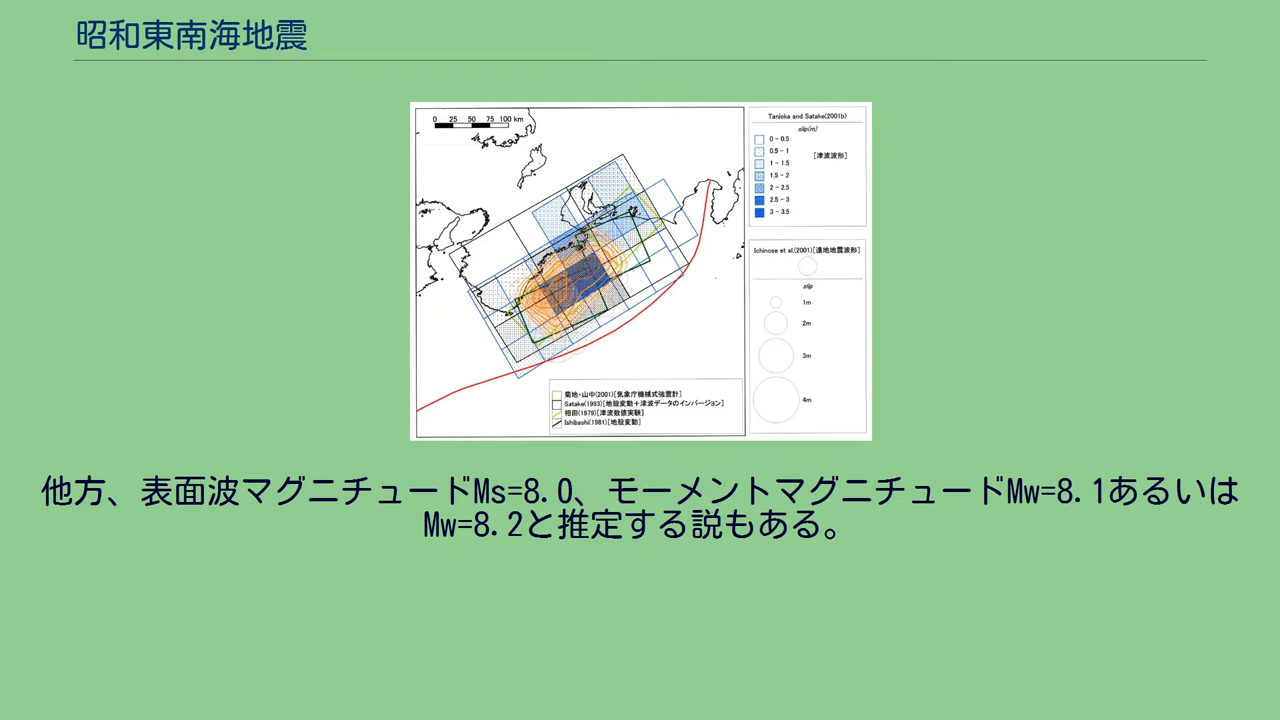 昭和東南海地震
0 25 50 75 100 km
Tanioka and Satake(2001b)
slip(m)
0 - 0.5
0.5 - 1
[津波波形]
1 - 1.5
1.5 - 2
2 - 2.5
2.5 - 3
3 - 3.5
Ichinose et al.(2001)[遠地地震波形]
slip
1m
2m
3m
4m
菊地・山中(2001)[気象庁機械式強震計]
Satake(1993)[地殻変動+津波データのインバージョン]
相田(1979)[津波数値実験]
Ishibashi(1981)[地殻変動]
他方、表面波マグニチュードMs=8.0、モーメントマグニチュードMw=8.1あるいは
Mw=8.2と推定する説もある。